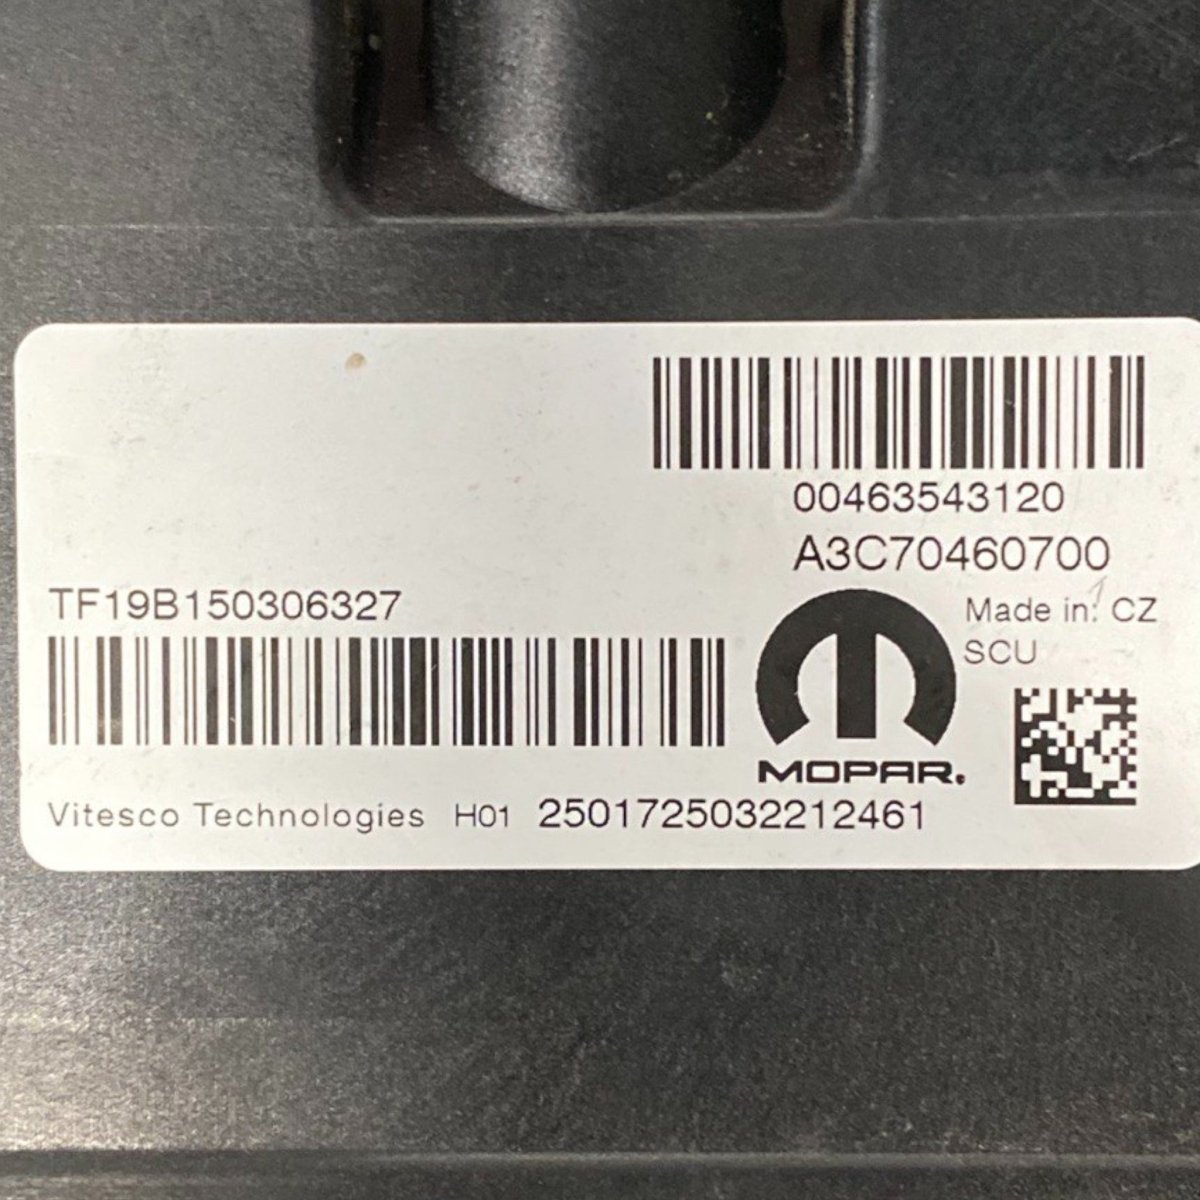 00463543120
A3C70460700
TF19B150306327
Made in: CZ
SCU
MOPAR.
Vitesco Technologies H01 2501725032212461